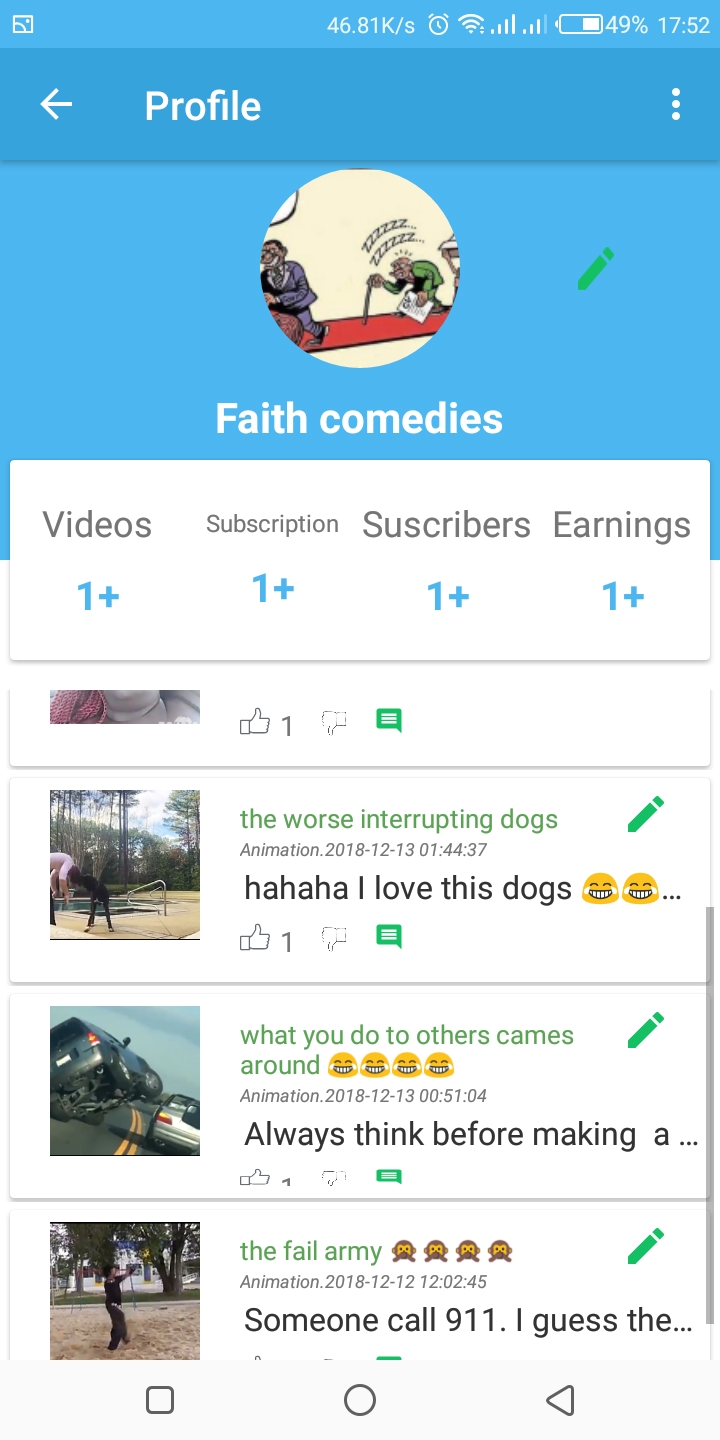 46.81K/s 49% 17:52
Profile
ZZZZZ...
ZZZZZ...
Faith comedies
Videos Subscription Suscribers Earnings
1+ 1+ 1+ 1+
1
the worse interrupting dogs
Animation.2018-12-13 01:44:37
hahaha I love this dogs 😂😂...
1
what you do to others cames
around 😂😂😂😂
Animation.2018-12-13 00:51:04
Always think before making a ...
1
the fail army 🙊🙊🙊🙊
Animation.2018-12-12 12:02:45
Someone call 911. I guess the...